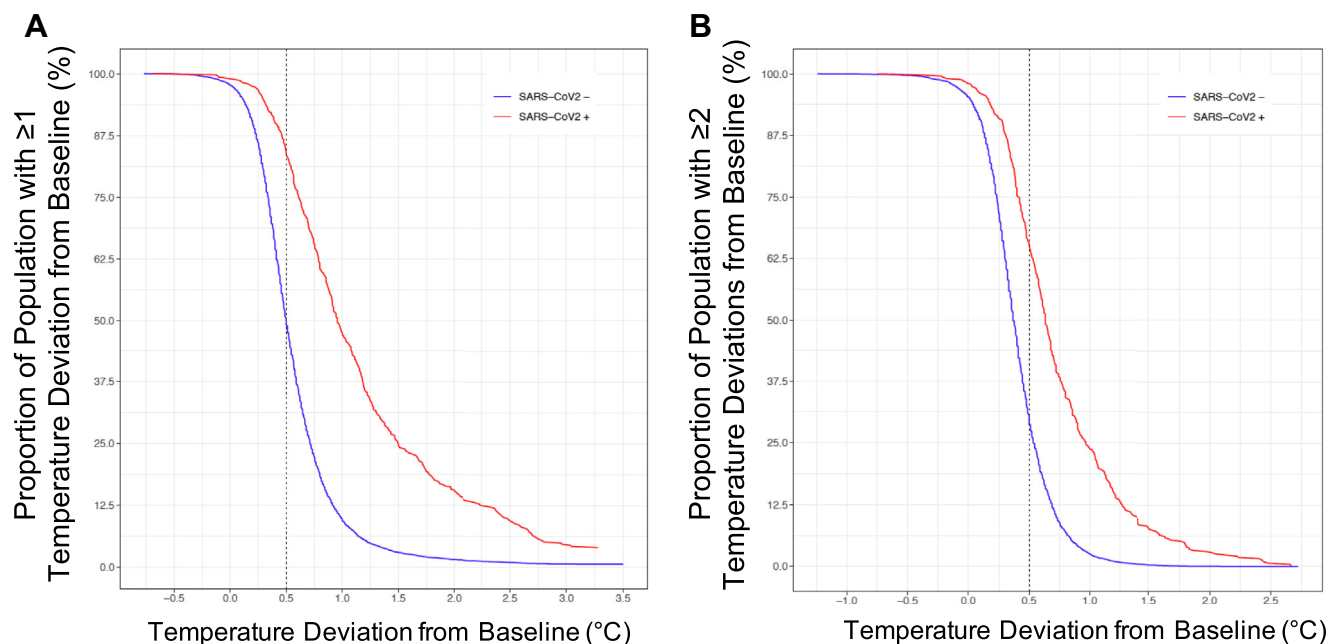 A
Proportion of Population with ≥1
Temperature Deviation from Baseline (%)
100.0
87.5
75.0
62.5
50.0
37.5
25.0
12.5
0.0
SARS–CoV2 –
SARS–CoV2 +
−0.5 0.0 0.5 1.0 1.5 2.0 2.5 3.0 3.5
Temperature Deviation from Baseline (°C)
B
Proportion of Population with ≥2
Temperature Deviations from Baseline (%)
100.0
87.5
75.0
62.5
50.0
37.5
25.0
12.5
0.0
SARS–CoV2 –
SARS–CoV2 +
−1.0 −0.5 0.0 0.5 1.0 1.5 2.0 2.5
Temperature Deviation from Baseline (°C)